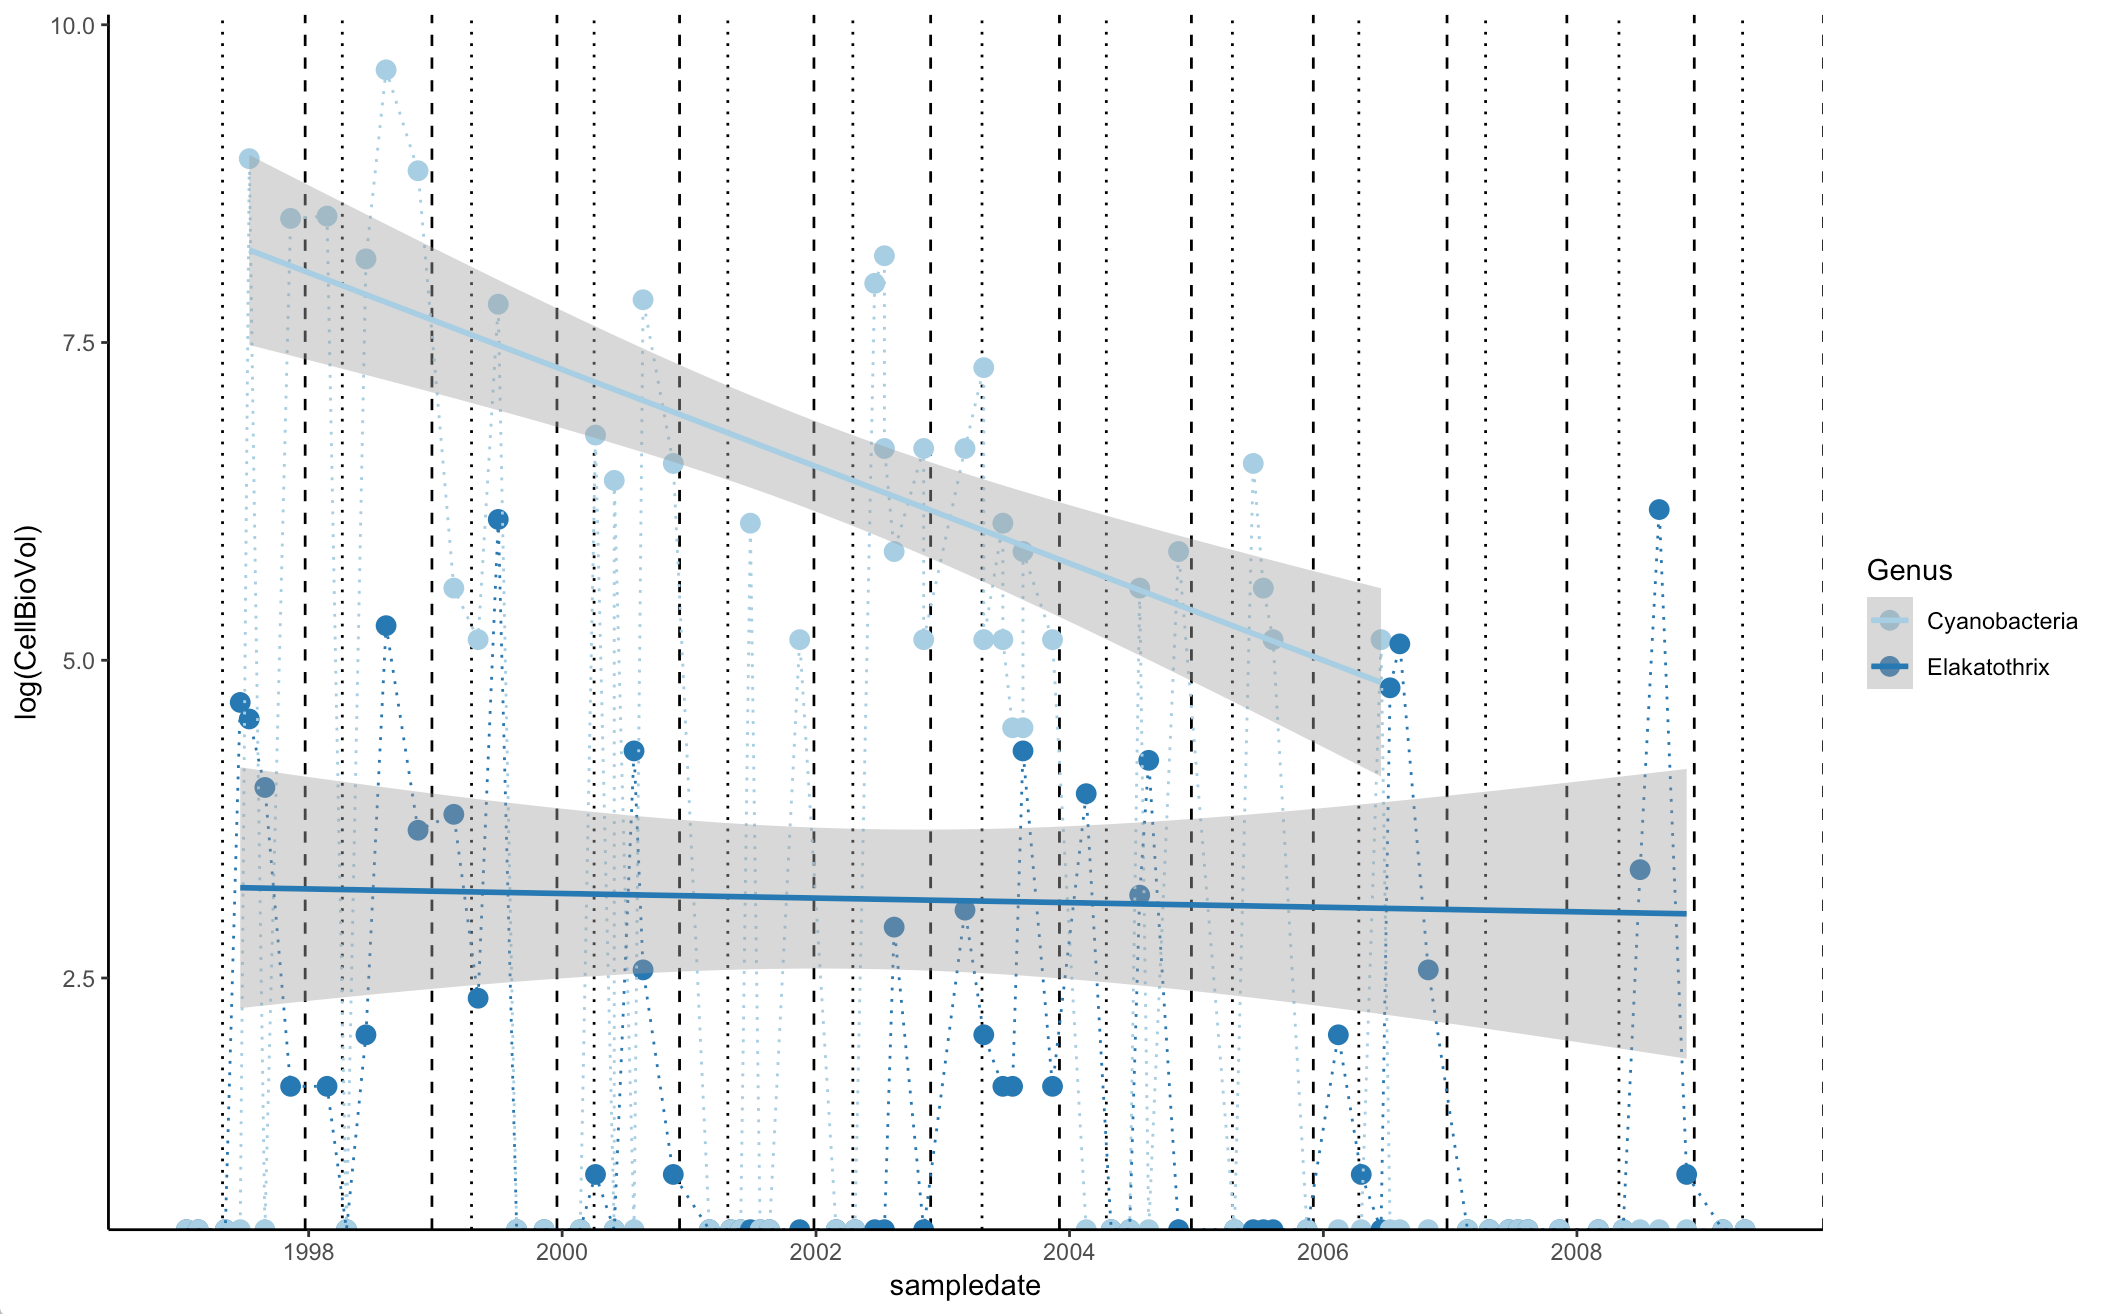 10.0
7.5
5.0
2.5
log(CellBioVol)
1998
2000
2002
2004
2006
2008
sampledate
Genus
Cyanobacteria
Elakatothrix